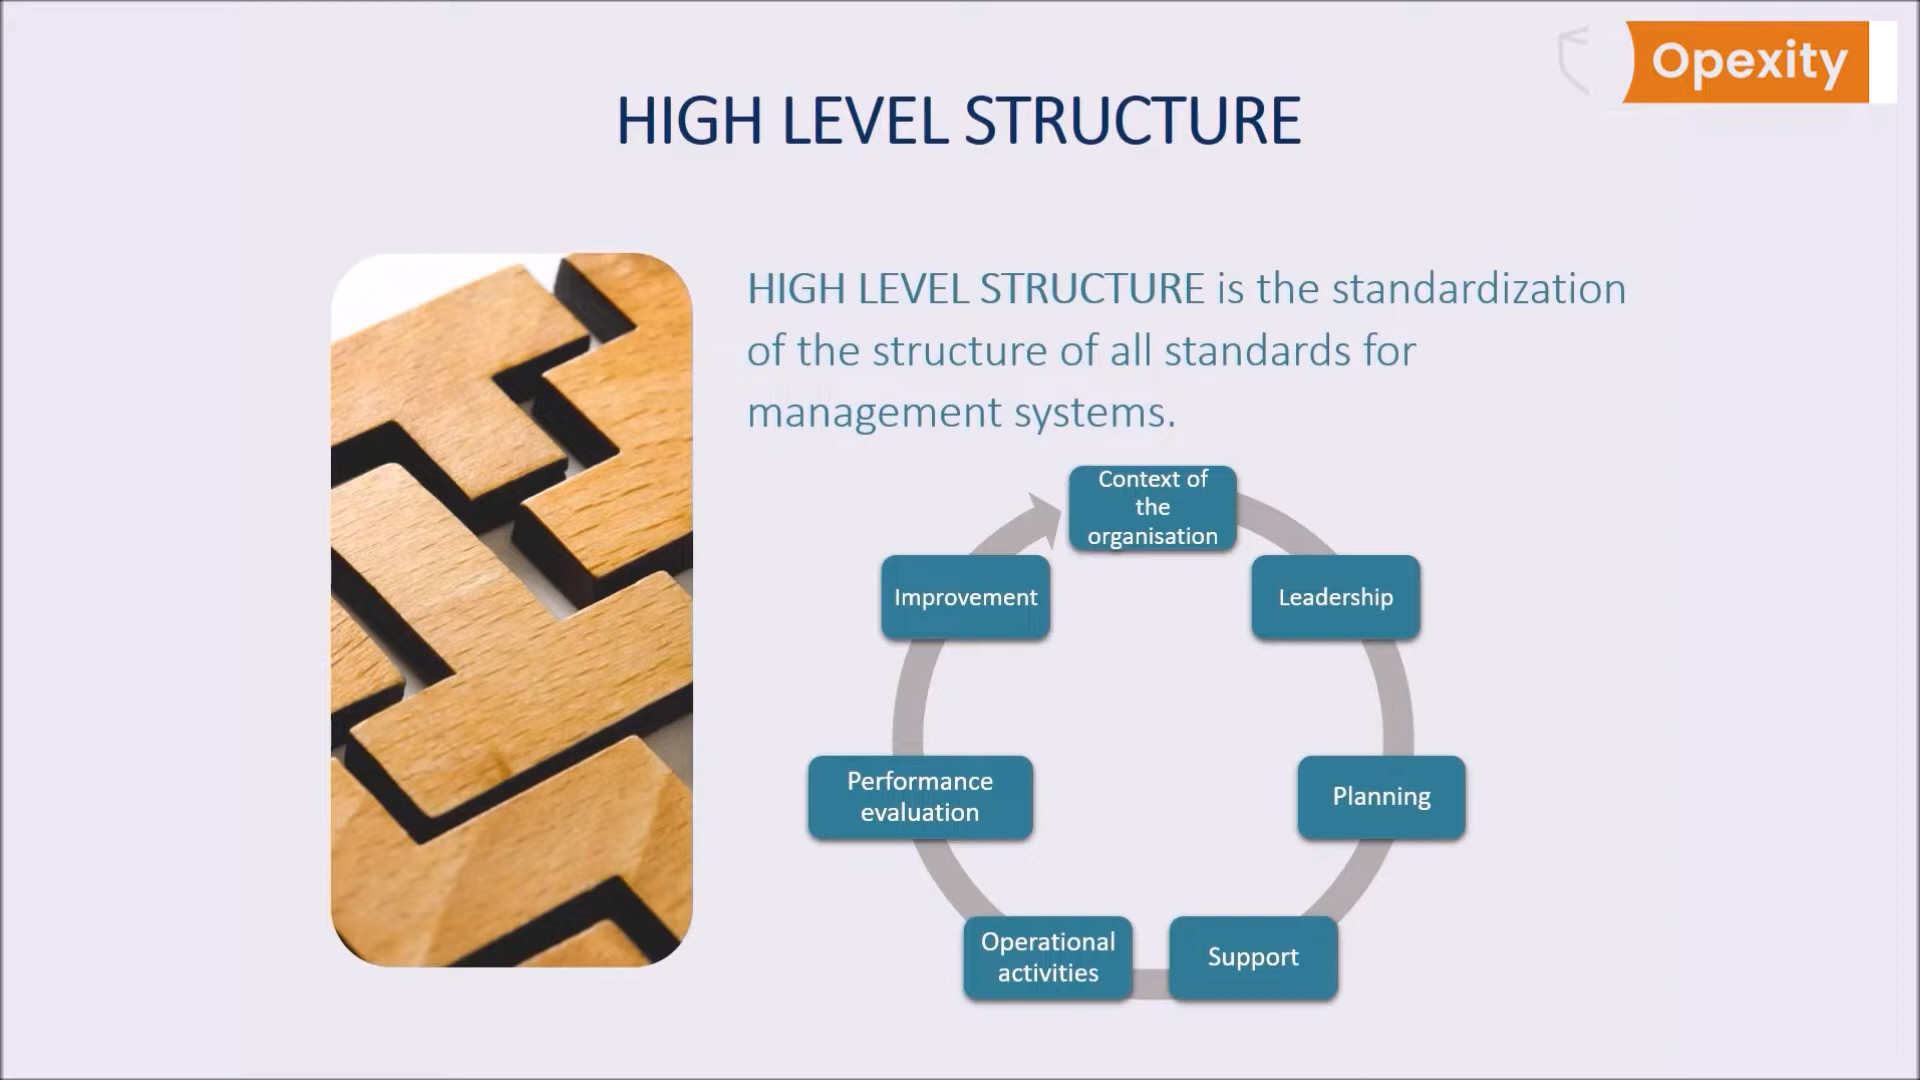 Opexity
HIGH LEVEL STRUCTURE
HIGH LEVEL STRUCTURE is the standardization
of the structure of all standards for
management systems.
Context of
the
organisation
Leadership
Planning
Support
Operational
activities
Performance
evaluation
Improvement